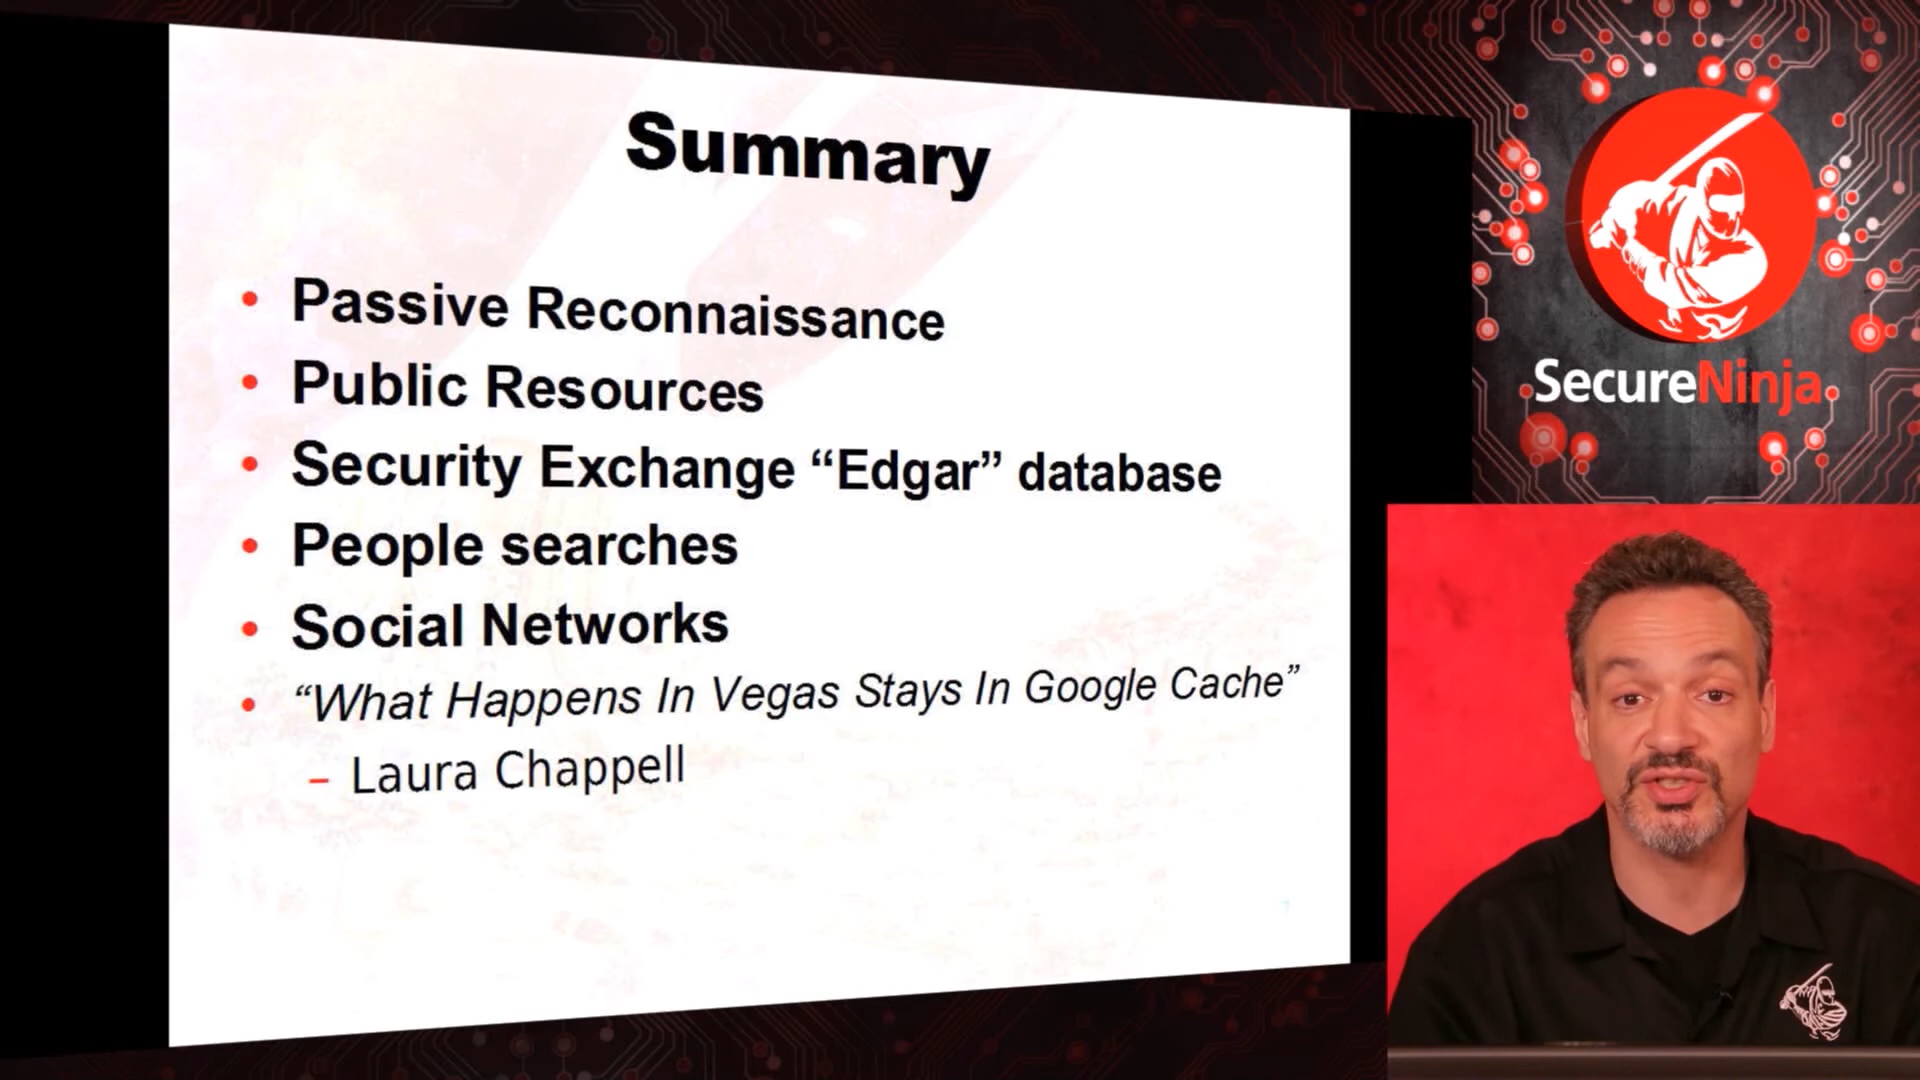 Summary
• Passive Reconnaissance
• Public Resources
• Security Exchange “Edgar” database
• People searches
• Social Networks
• “What Happens In Vegas Stays In Google Cache”
– Laura Chappell
SecureNinja